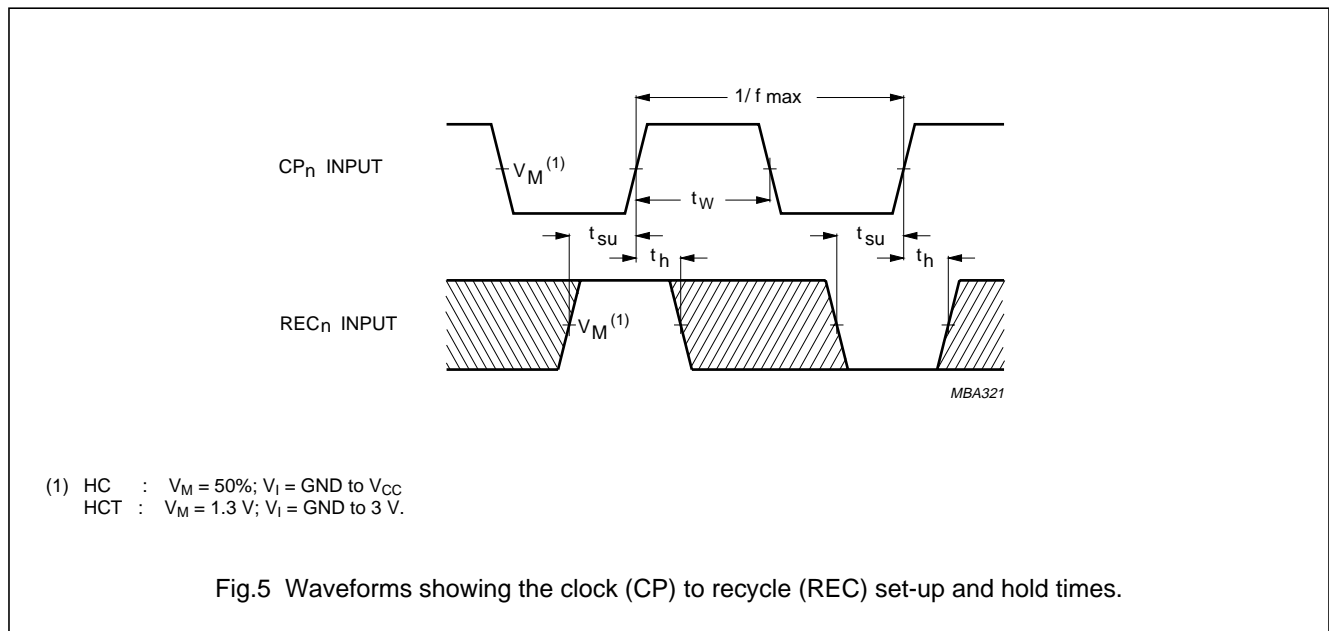 1/ f max
CPn INPUT
VM (1)
tW
tsu
tsu
th
th
RECn INPUT
VM (1)
MBA321
(1) HC : VM = 50%; VI = GND to VCC
HCT : VM = 1.3 V; VI = GND to 3 V.
Fig.5 Waveforms showing the clock (CP) to recycle (REC) set-up and hold times.